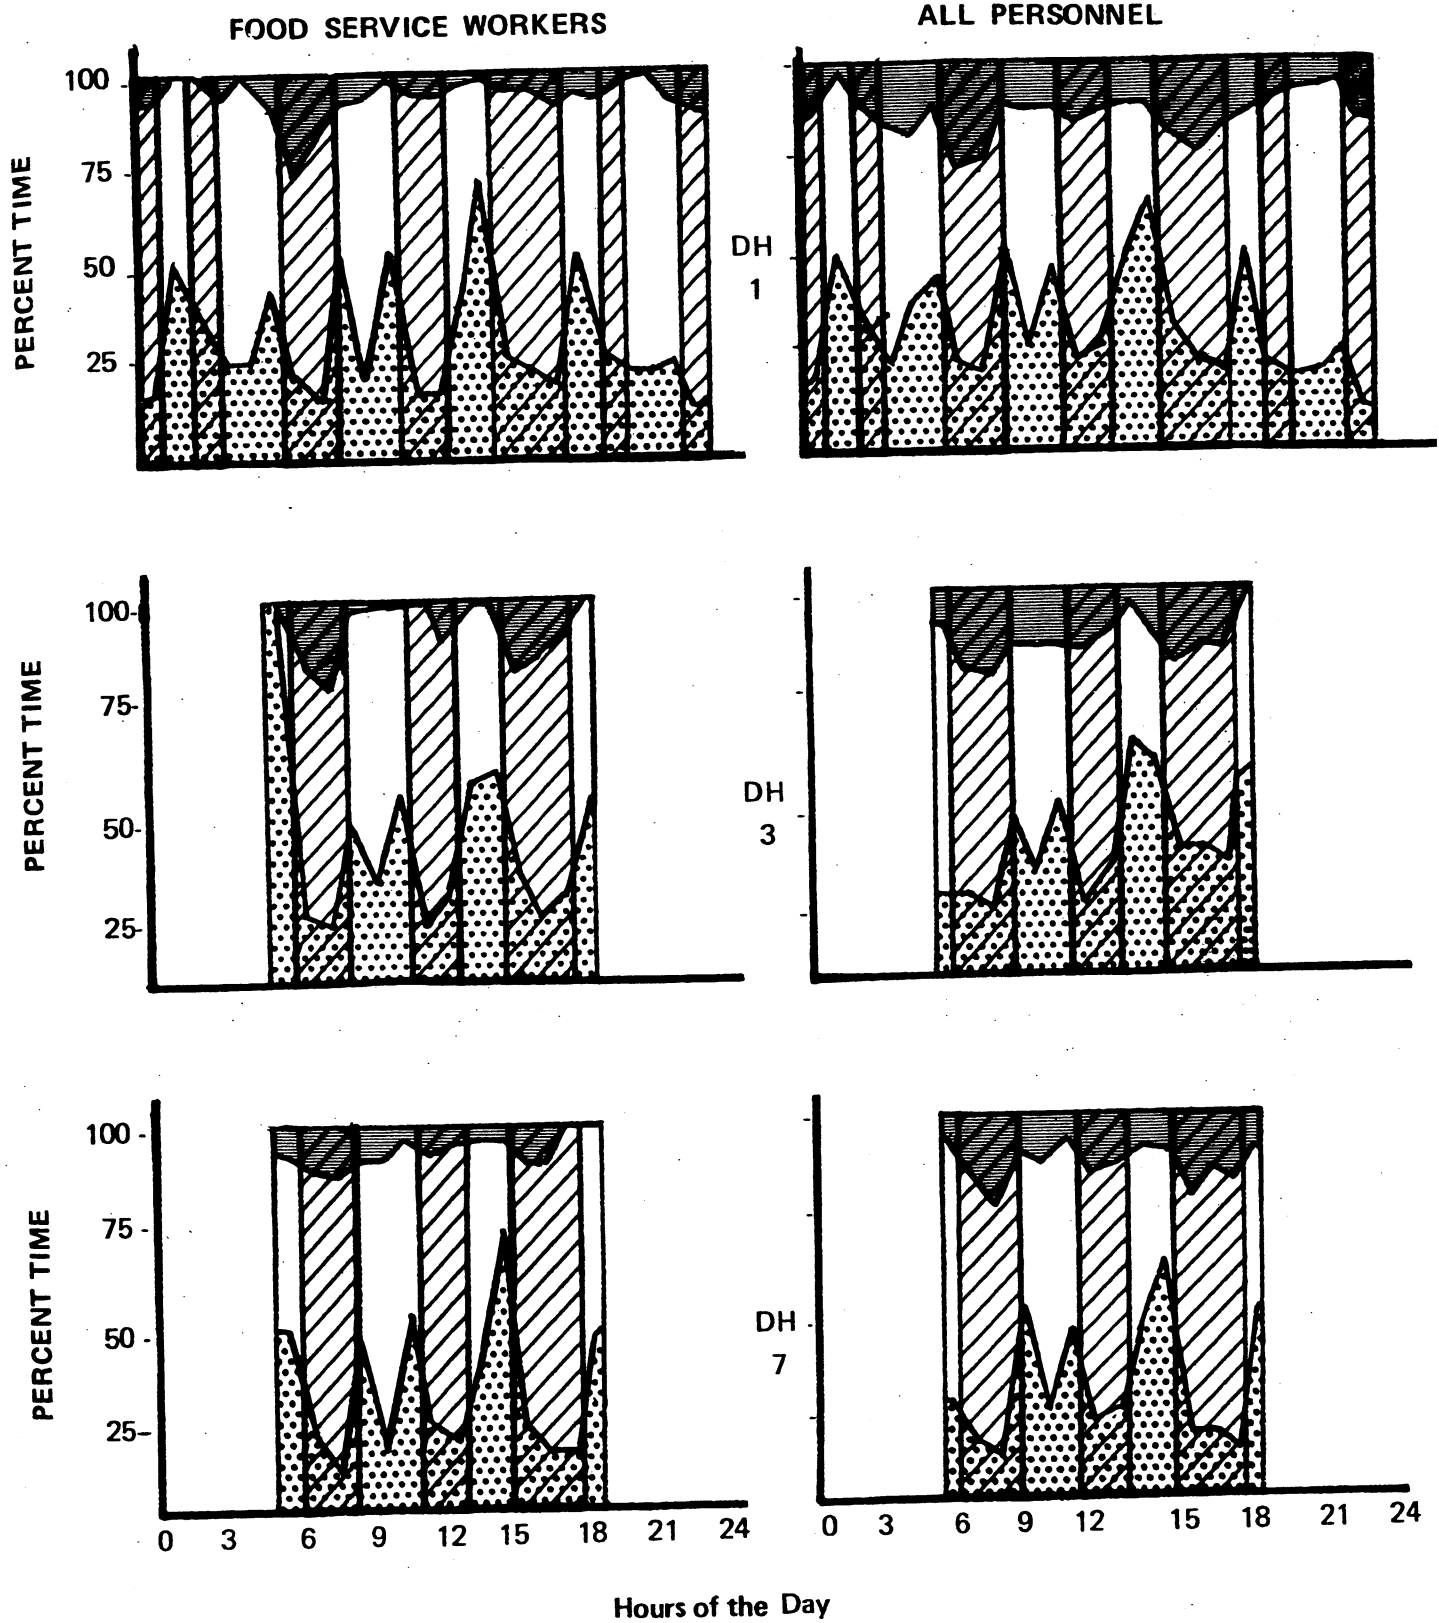 FOOD SERVICE WORKERS
ALL PERSONNEL
PERCENT TIME
100
75
50
25
DH
1
PERCENT TIME
100-
75-
50-
25-
DH
3
PERCENT TIME
100-
75-
50-
25-
DH
7
0 3 6 9 12 15 18 21 24
0 3 6 9 12 15 18 21 24
Hours of the Day